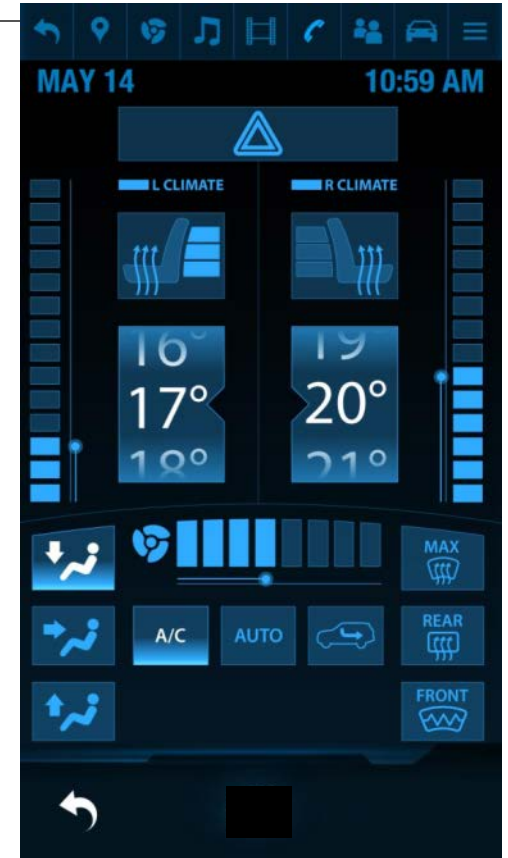 MAY 14 10:59 AM
L CLIMATE R CLIMATE
16° 19
17° 20°
18° 21°
MAX
A/C AUTO REAR
FRONT